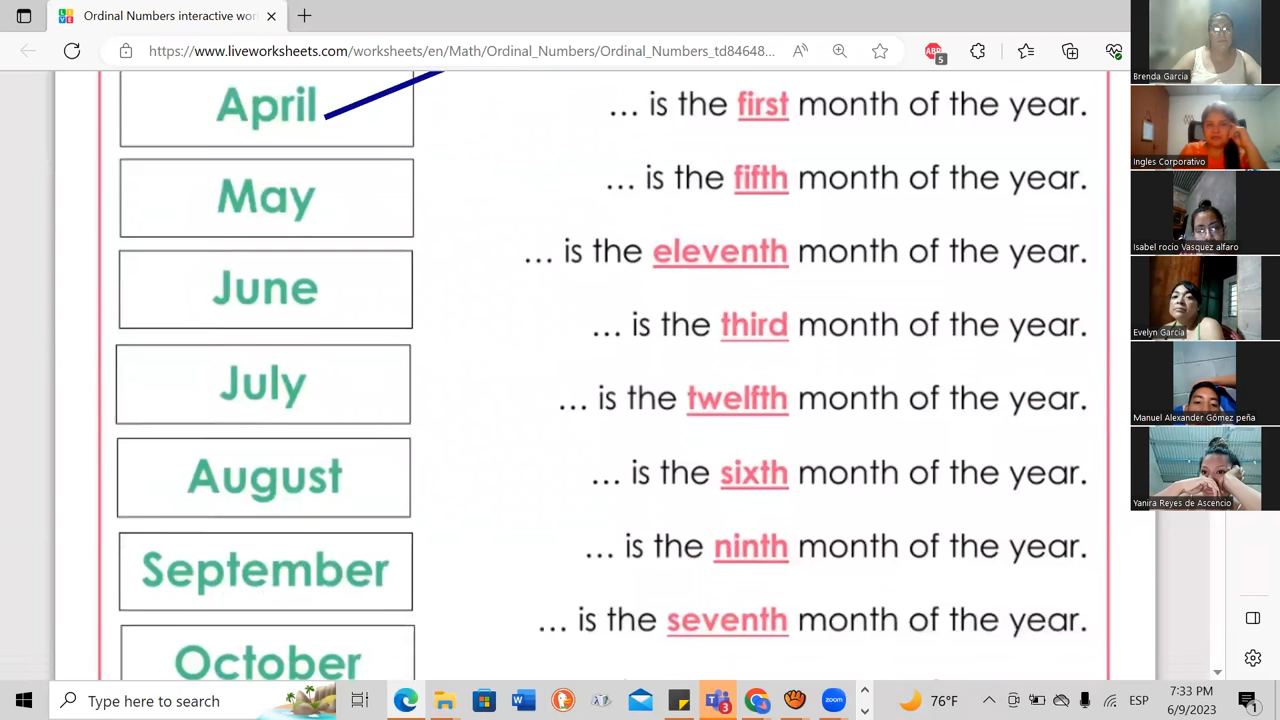 Ordinal Numbers interactive wor
https://www.liveworksheets.com/worksheets/en/Math/Ordinal_Numbers/Ordinal_Numbers_td84648...
5
April
May
June
July
August
September
October
... is the first month of the year.
... is the fifth month of the year.
... is the eleventh month of the year.
... is the third month of the year.
... is the twelfth month of the year.
... is the sixth month of the year.
... is the ninth month of the year.
... is the seventh month of the year.
Brenda Garcia
Ingles Corporativo
Isabel rocio Vasquez alfaro
Evelyn García
Manuel Alexander Gómez peña
Yanira Reyes de Ascencio
Type here to search
3
zoom
76°F
ESP
7:33 PM
6/9/2023
1